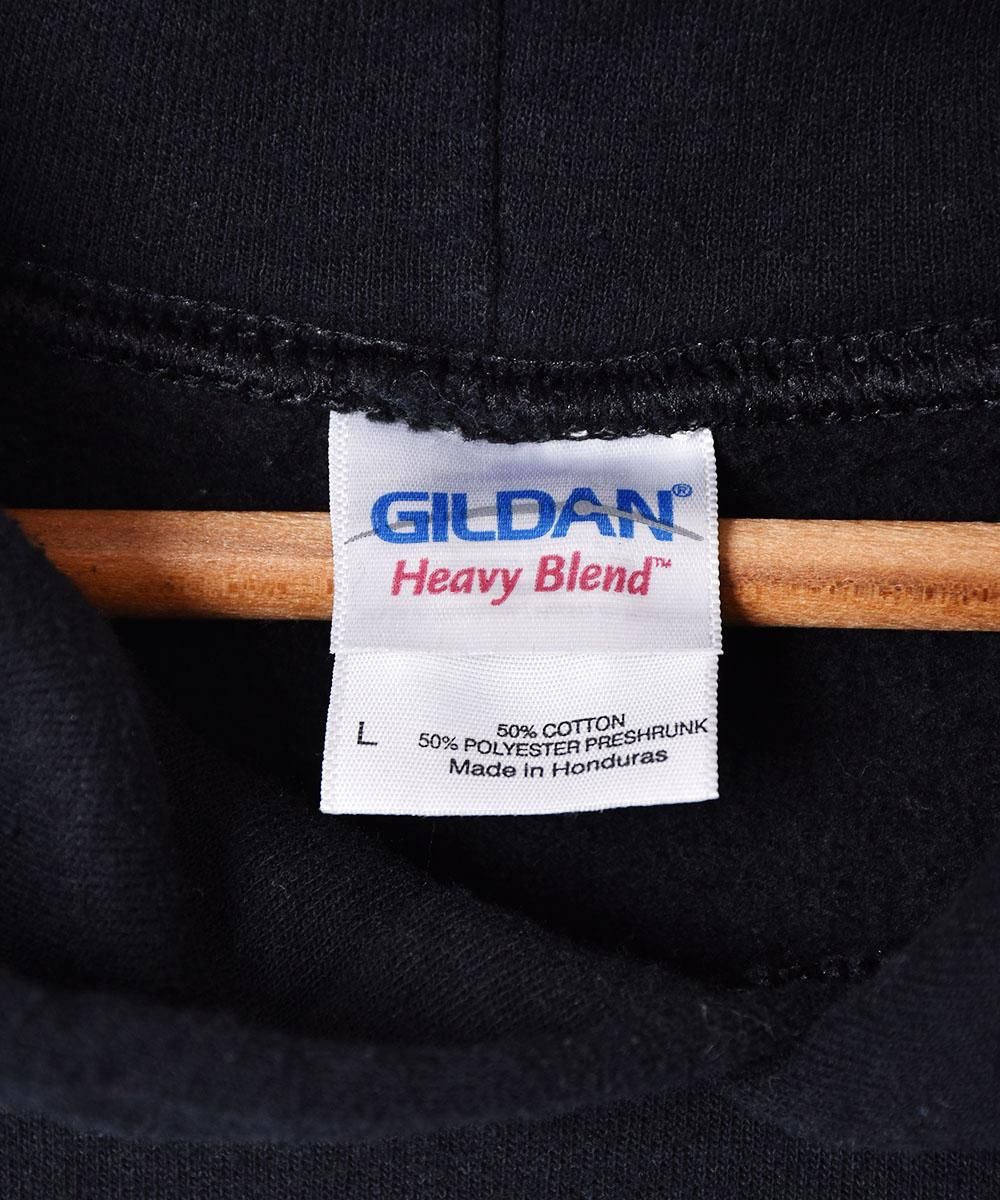 GILDAN®
Heavy Blend™
L
50% COTTON
50% POLYESTER PRESHRUNK
Made in Honduras